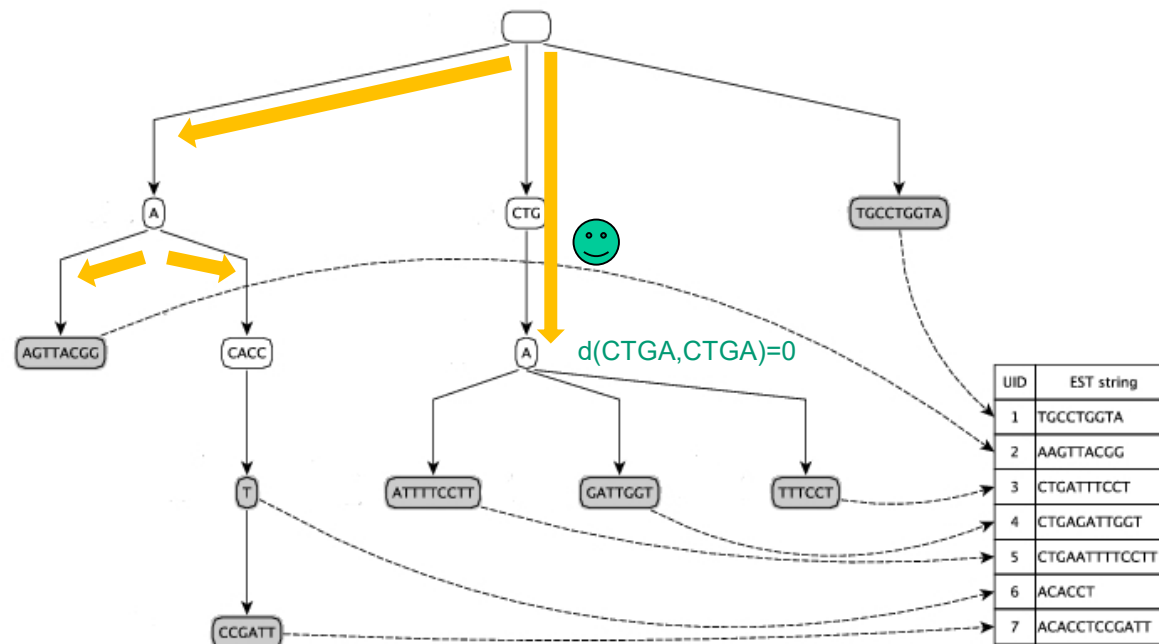 A
CTG
TGCCTGGTA
AGTTACGG
CACC
A
d(CTGA,CTGA)=0
T
ATTTTCCTT
GATTGGT
TTTCCT
CCGATT
UID EST string
1 TGCCTGGTA
2 AAGTTACGG
3 CTGATTTCCT
4 CTGAGATTGGT
5 CTGAATTTTCCTT
6 ACACCT
7 ACACCTCCGATT